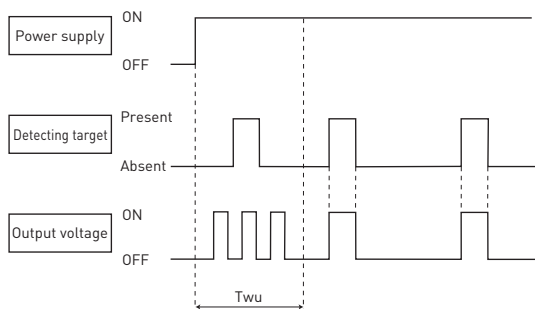 Power supply
ON
OFF
Detecting target
Present
Absent
Output voltage
ON
OFF
Twu